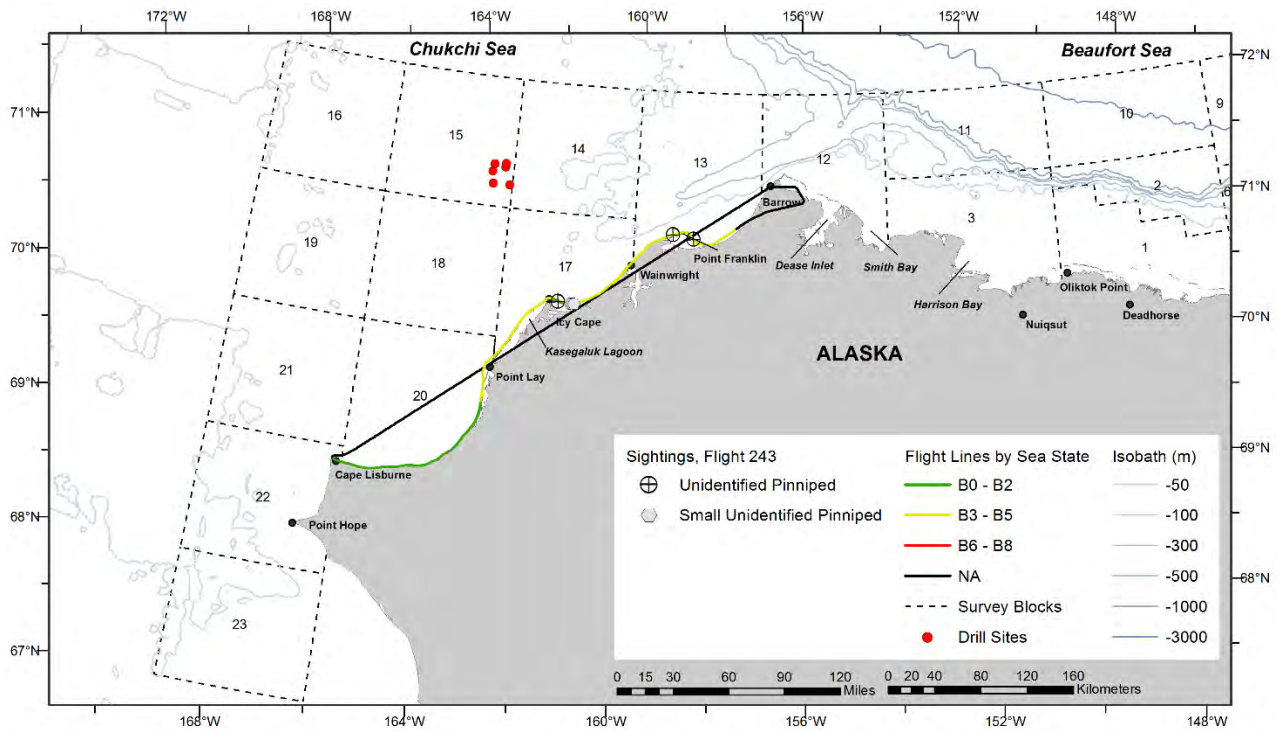 172°W 168°W 164°W 160°W 156°W 152°W 148°W
Chukchi Sea
Beaufort Sea
72°N
71°N
16
15
14
13
12
11
10
9
2
6
3
1
71°N
70°N
19
18
17
Barrow
Point Franklin
Wainwright
Dease Inlet
Smith Bay
Harrison Bay
Oliktok Point
Nuiqsut
Deadhorse
70°N
Icy Cape
Kasegaluk Lagoon
ALASKA
69°N
21
20
Point Lay
Cape Lisburne
69°N
22
Point Hope
68°N
23
68°N
67°N
Sightings, Flight 243
Unidentified Pinniped
Small Unidentified Pinniped
Flight Lines by Sea State
B0 - B2
B3 - B5
B6 - B8
NA
Survey Blocks
Drill Sites
Isobath (m)
-50
-100
-300
-500
-1000
-3000
0 15 30 60 90 120
Miles
0 20 40 80 120 160
Kilometers
168°W 164°W 160°W 156°W 152°W 148°W